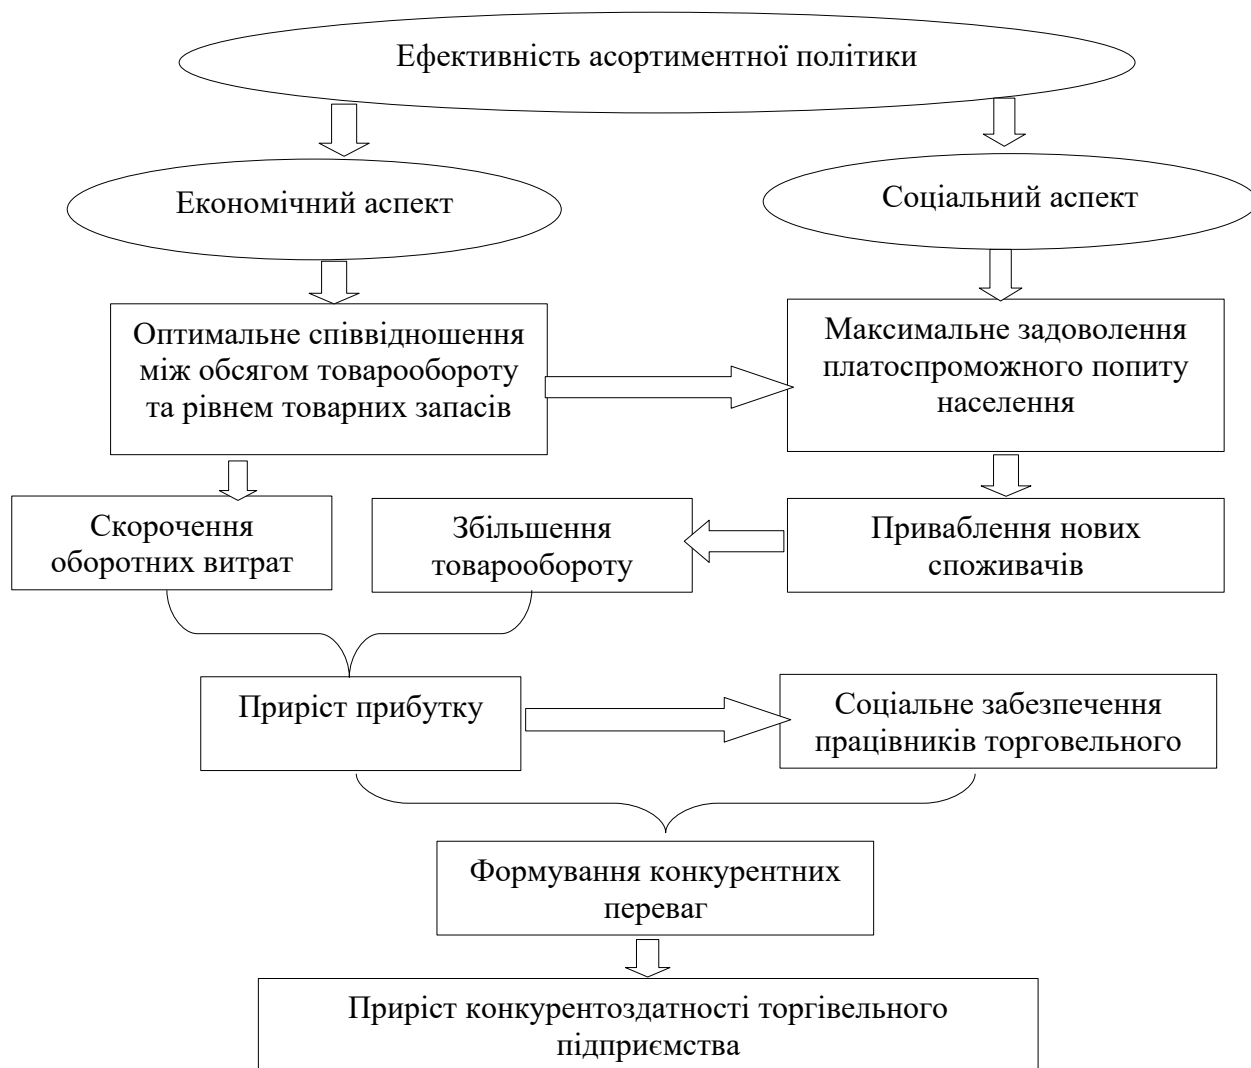 Ефективність асортиментної політики
Економічний аспект
Соціальний аспект
Оптимальне співвідношення
між обсягом товарообороту
та рівнем товарних запасів
Максимальне задоволення
платоспроможного попиту
населення
Скорочення
оборотних витрат
Збільшення
товарообороту
Приваблення нових
споживачів
Приріст прибутку
Соціальне забезпечення
працівників торговельного
Формування конкурентних
переваг
Приріст конкурентоздатності торгівельного
підприємства